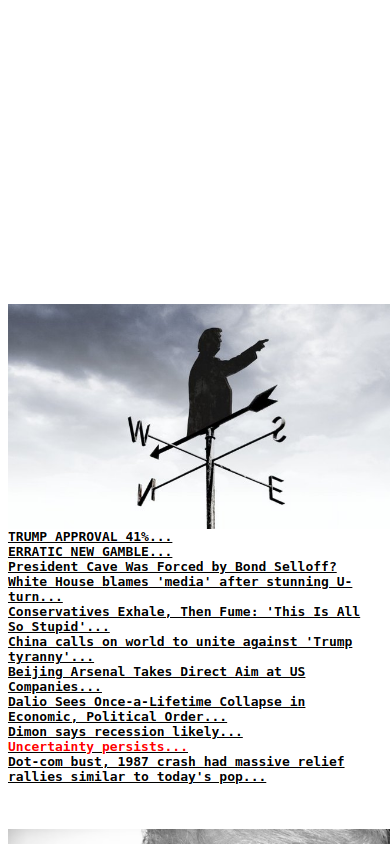 W S
N E
TRUMP APPROVAL 41%...
ERRATIC NEW GAMBLE...
President Cave Was Forced by Bond Selloff?
White House blames 'media' after stunning U-
turn...
Conservatives Exhale, Then Fume: 'This Is All
So Stupid'...
China calls on world to unite against 'Trump
tyranny'...
Beijing Arsenal Takes Direct Aim at US
Companies...
Dalio Sees Once-a-Lifetime Collapse in
Economic, Political Order...
Dimon says recession likely...
Uncertainty persists...
Dot-com bust, 1987 crash had massive relief
rallies similar to today's pop...